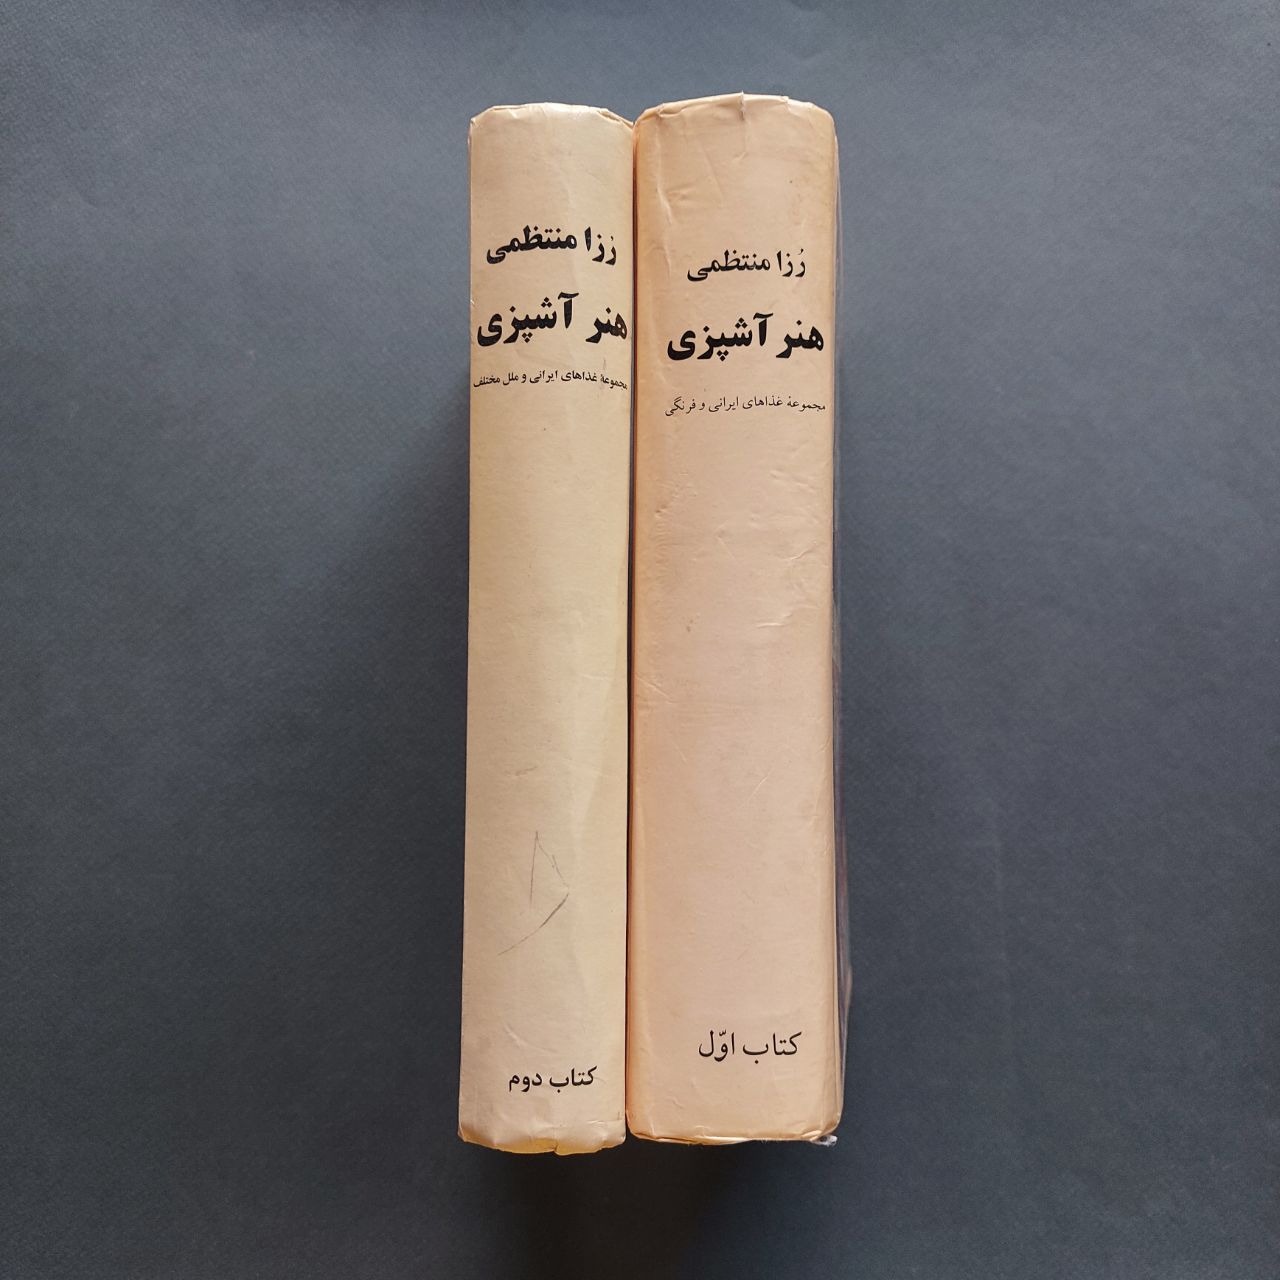 رُزا منتظمی
هنر آشپزی
مجموعهٔ غذاهای ایرانی و فرنگی
کتاب اوّل
رُزا منتظمی
هنر آشپزی
مجموعهٔ غذاهای ایرانی و ملل مختلف
کتاب دوم